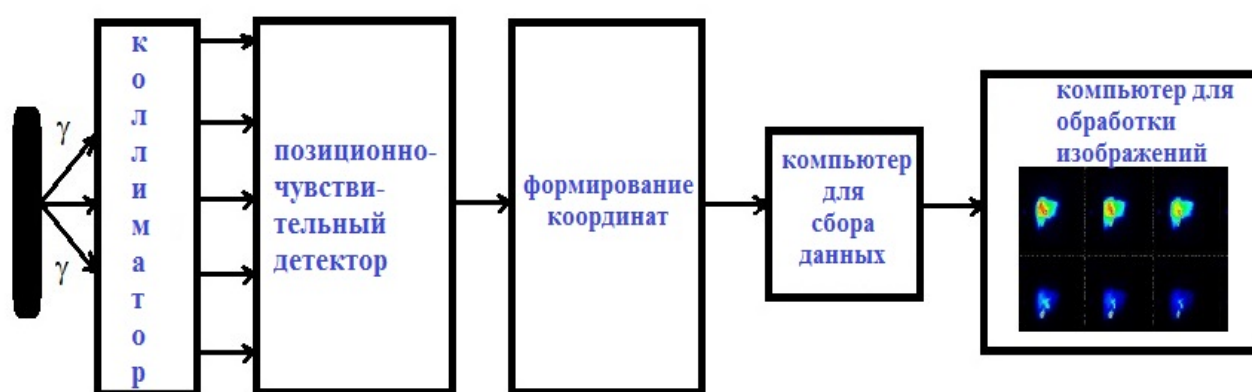 γ
γ
к
о
л
л
и
м
а
т
о
р
позиционно-
чувстви-
тельный
детектор
формирование
координат
компьютер
для
сбора
данных
компьютер для
обработки
изображений